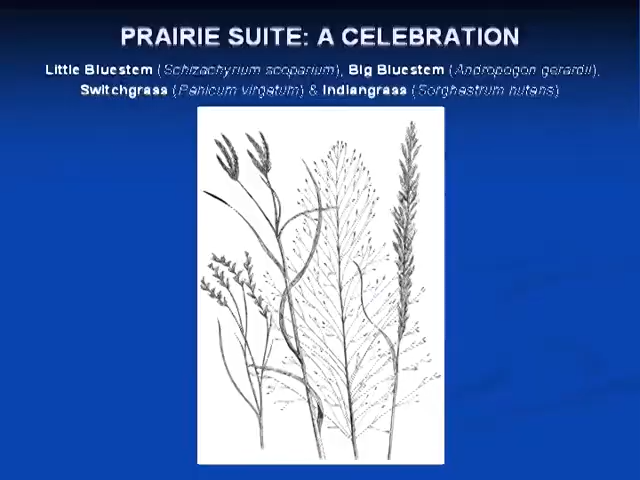 PRAIRIE SUITE: A CELEBRATION
Little Bluestem (Schizachyrium scoparium), Big Bluestem (Andropogon gerardii),
Switchgrass (Panicum virgatum) & Indiangrass (Sorghastrum nutans)